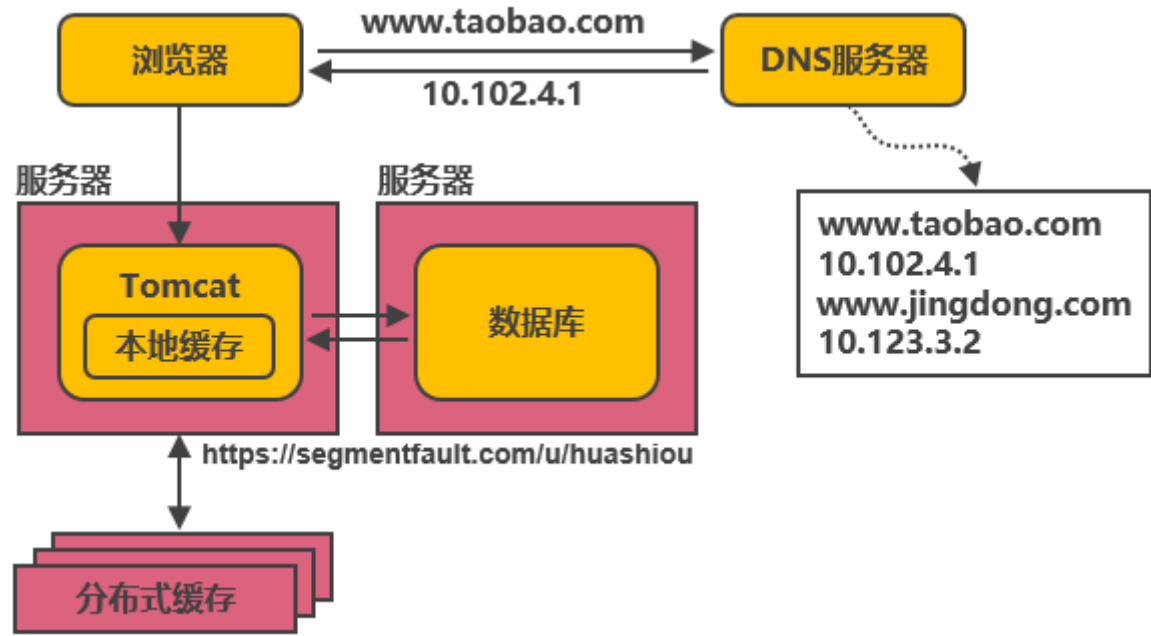 www.taobao.com
浏览器
DNS服务器
10.102.4.1
服务器
服务器
www.taobao.com
10.102.4.1
www.jingdong.com
10.123.3.2
Tomcat
本地缓存
数据库
https://segmentfault.com/u/huashiou
分布式缓存